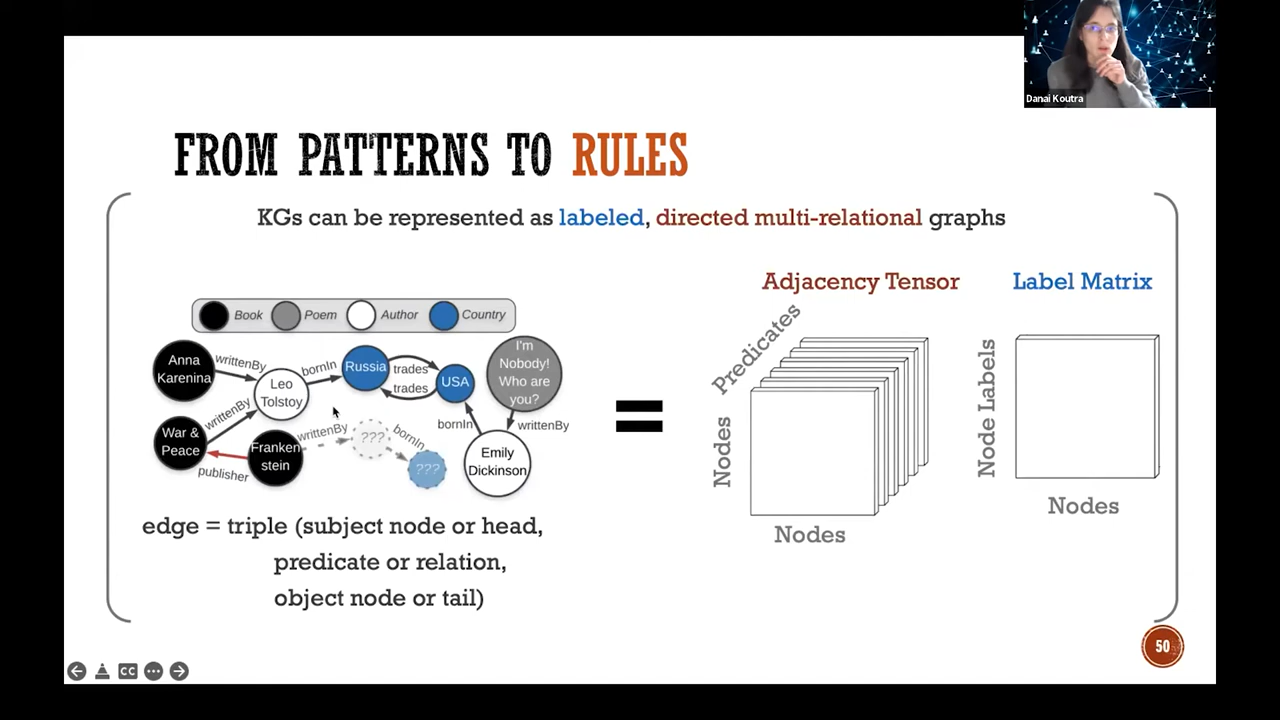 Danai Koutra
FROM PATTERNS TO RULES
KGs can be represented as labeled, directed multi-relational graphs
Book
Poem
Author
Country
Anna
Karenina
writtenBy
Leo
Tolstoy
bornIn
Russia
trades
trades
USA
I'm
Nobody!
Who are
you?
writtenBy
bornIn
Emily
Dickinson
War &
Peace
writtenBy
publisher
Franken
stein
writtenBy
???
bornIn
???
edge = triple (subject node or head,
predicate or relation,
object node or tail)
=
Adjacency Tensor
Predicates
Nodes
Nodes
Label Matrix
Node Labels
Nodes
50
CC